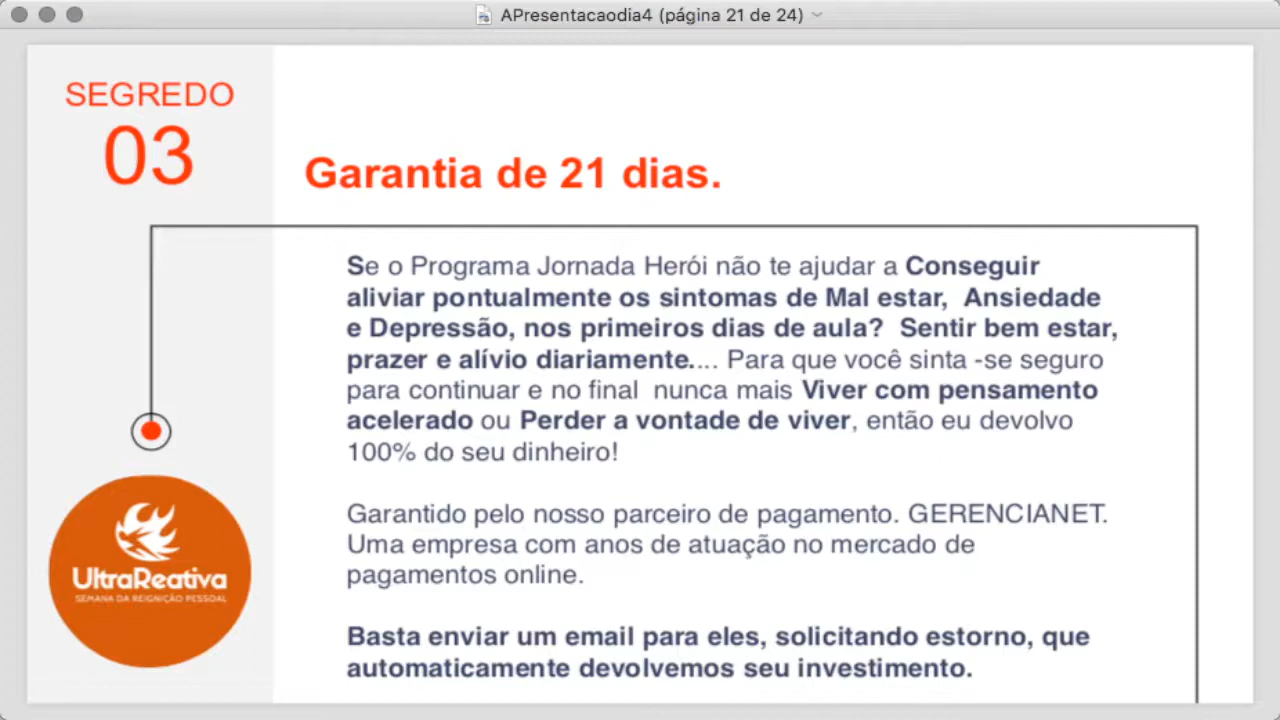 APresentacaodia4 (página 21 de 24)
SEGREDO
03
Garantia de 21 dias.
Se o Programa Jornada Herói não te ajudar a Conseguir
aliviar pontualmente os sintomas de Mal estar,  Ansiedade
e Depressão, nos primeiros dias de aula?  Sentir bem estar,
prazer e alívio diariamente.... Para que você sinta -se seguro
para continuar e no final  nunca mais Viver com pensamento
acelerado ou Perder a vontade de viver, então eu devolvo
100% do seu dinheiro!
Garantido pelo nosso parceiro de pagamento. GERENCIANET.
Uma empresa com anos de atuação no mercado de
pagamentos online.
Basta enviar um email para eles, solicitando estorno, que
automaticamente devolvemos seu investimento.
UltraReativa
SEMANA DA REIGNIÇÃO PESSOAL